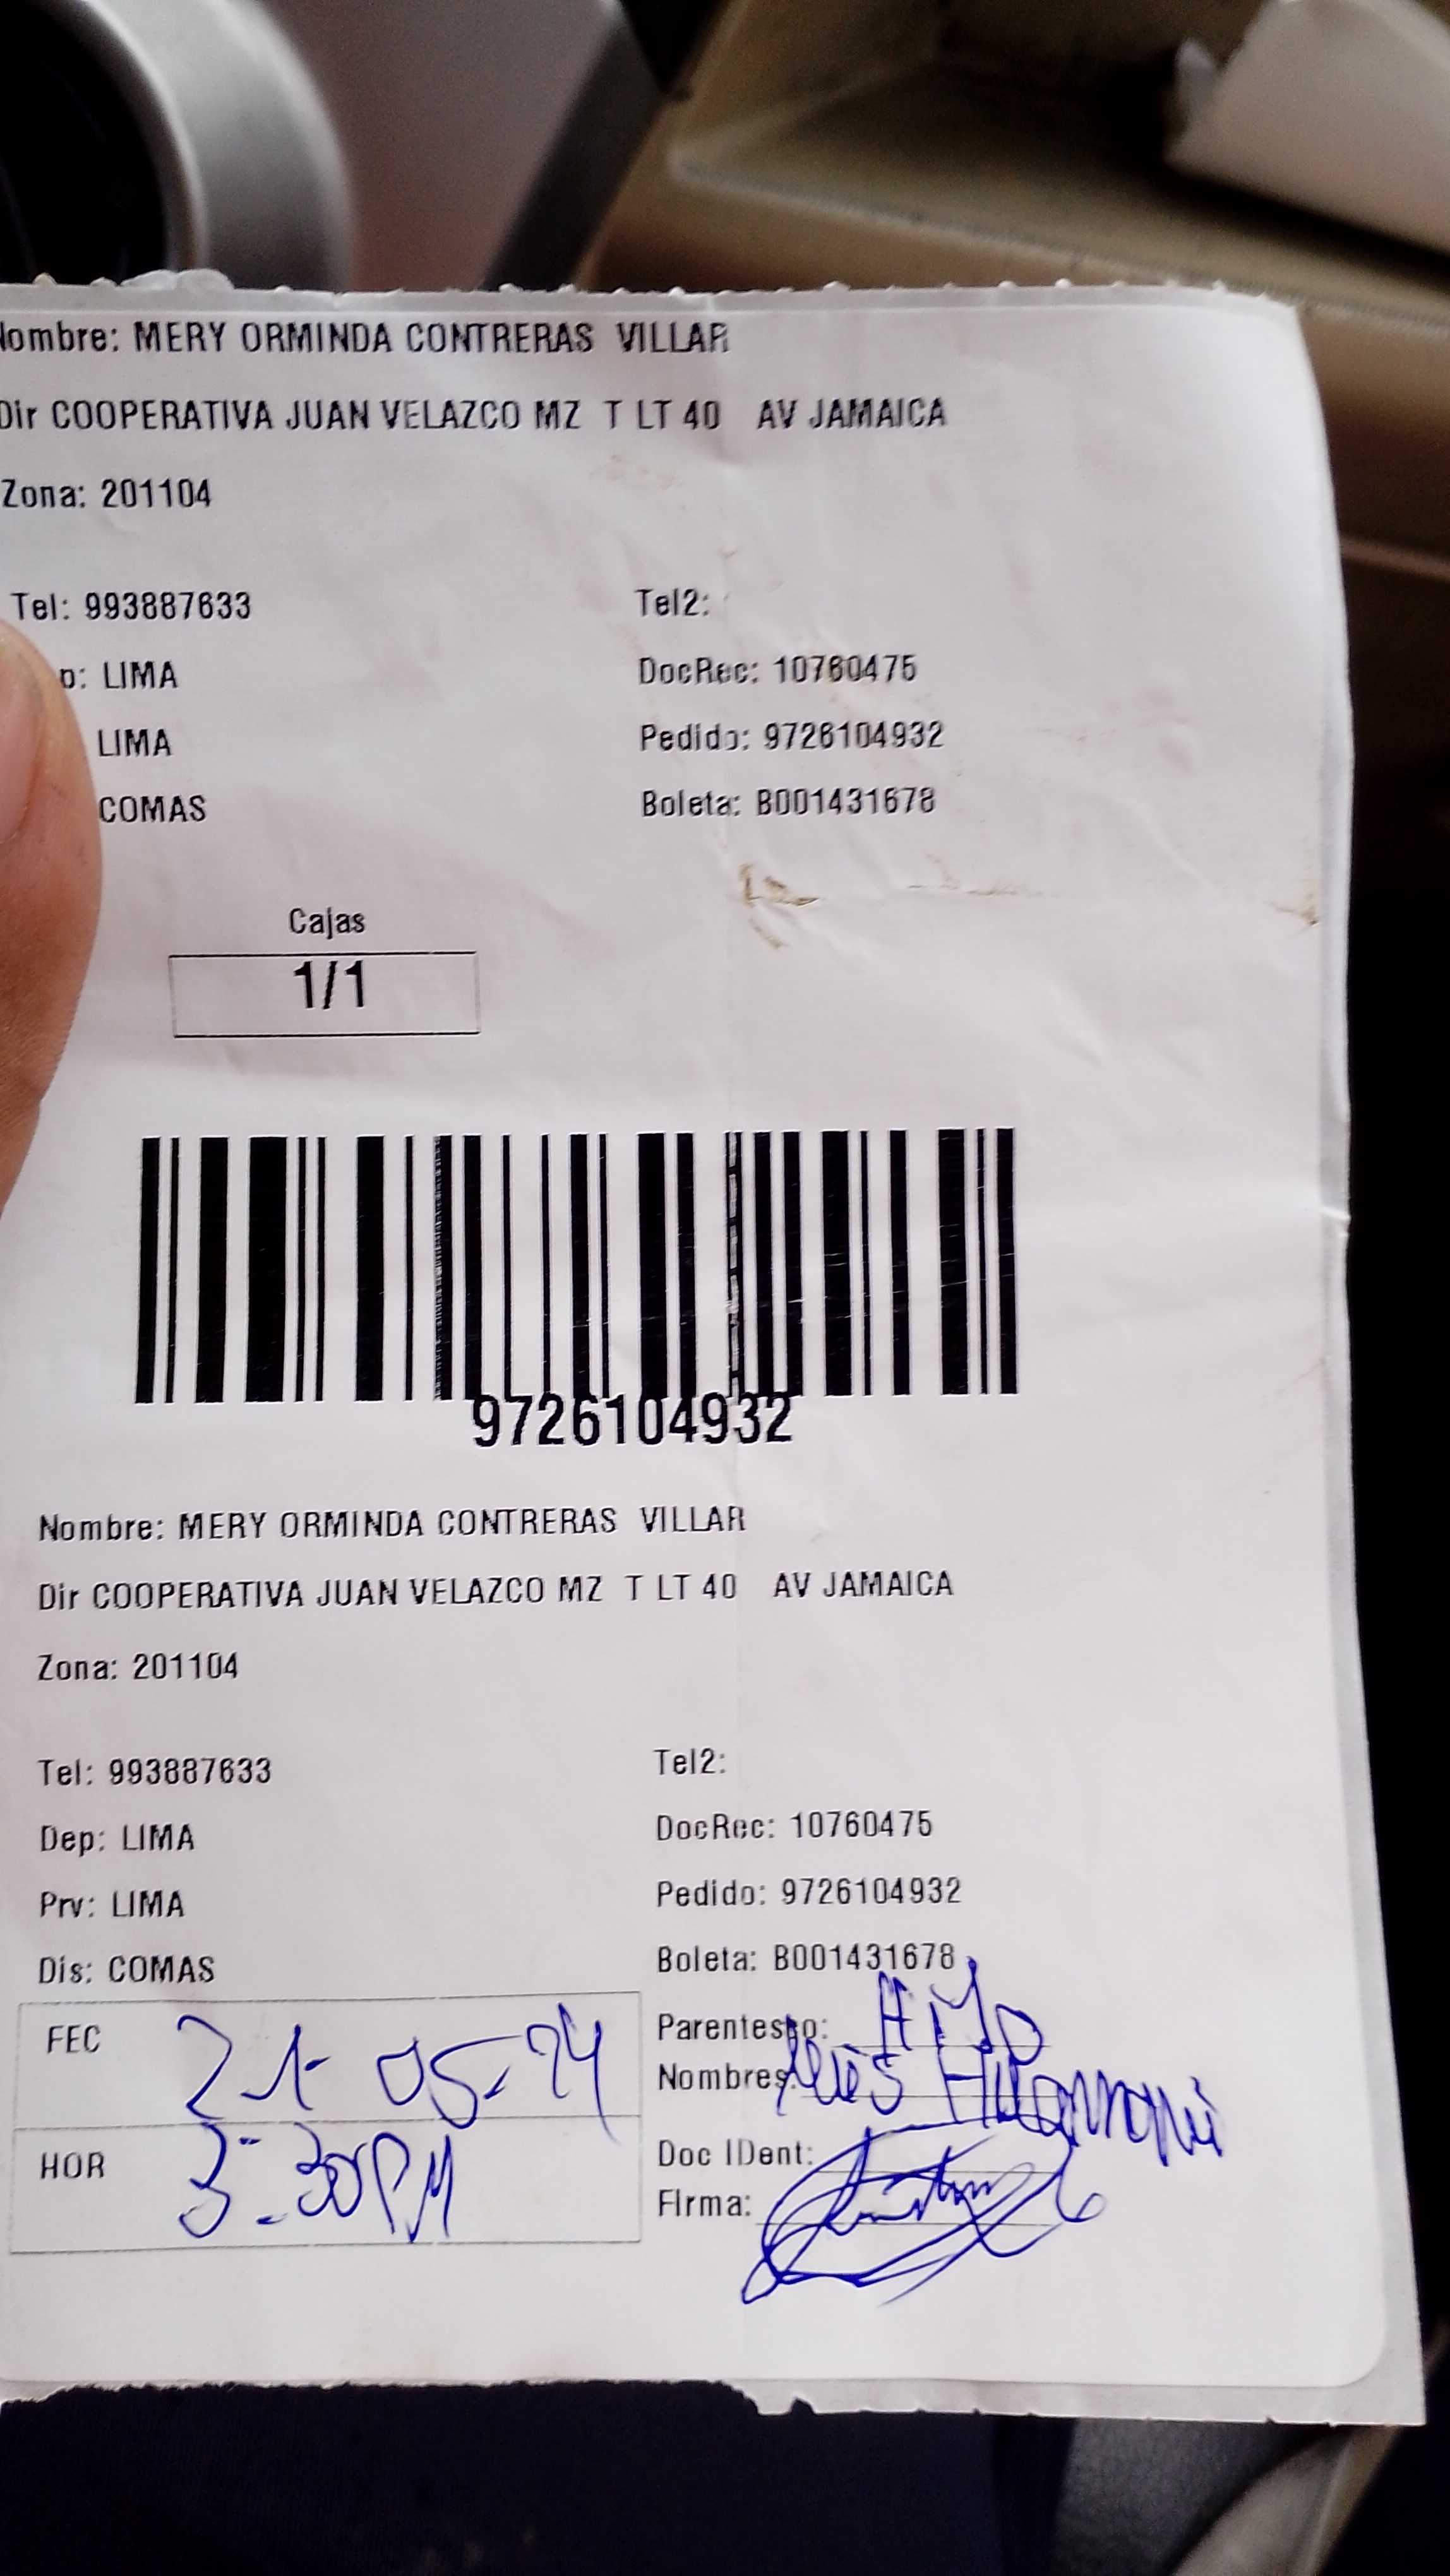 Nombre: MERY ORMINDA CONTRERAS VILLAR
Dir COOPERATIVA JUAN VELAZCO MZ T LT 40 AV JAMAICA
Zona: 201104
Tel: 993887633 Tel2:
p: LIMA DocRec: 10760475
LIMA Pedido: 9726104932
COMAS Boleta: B001431678
Cajas
1/1
9726104932
Nombre: MERY ORMINDA CONTRERAS VILLAR
Dir COOPERATIVA JUAN VELAZCO MZ T LT 40 AV JAMAICA
Zona: 201104
Tel: 993887633 Tel2:
Dep: LIMA DocRec: 10760475
Prv: LIMA Pedido: 9726104932
Dis: COMAS Boleta: B001431678
FEC 21-05-24 Parentesco:
Nombres:
HOR 3:30PM Doc IDent:
Firma: